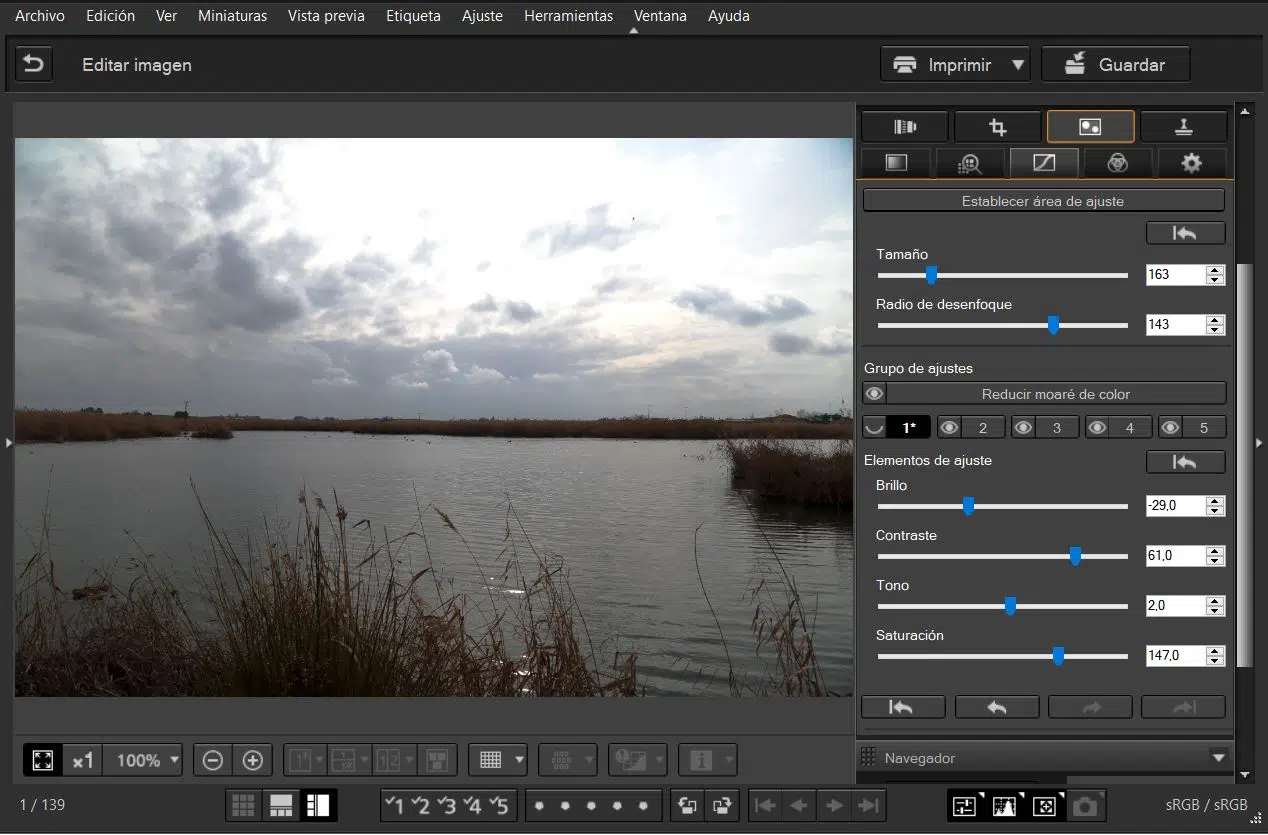 Archivo Edición Ver Miniaturas Vista previa Etiqueta Ajuste Herramientas Ventana Ayuda
Editar imagen Imprimir Guardar
Establecer área de ajuste
Tamaño
163
Radio de desenfoque
143
Grupo de ajustes
Reducir moaré de color
1* 2 3 4 5
Elementos de ajuste
Brillo
-29,0
Contraste
61,0
Tono
2,0
Saturación
147,0
x1 100%
Navegador
1 / 139 1 2 3 4 5 sRGB / sRGB